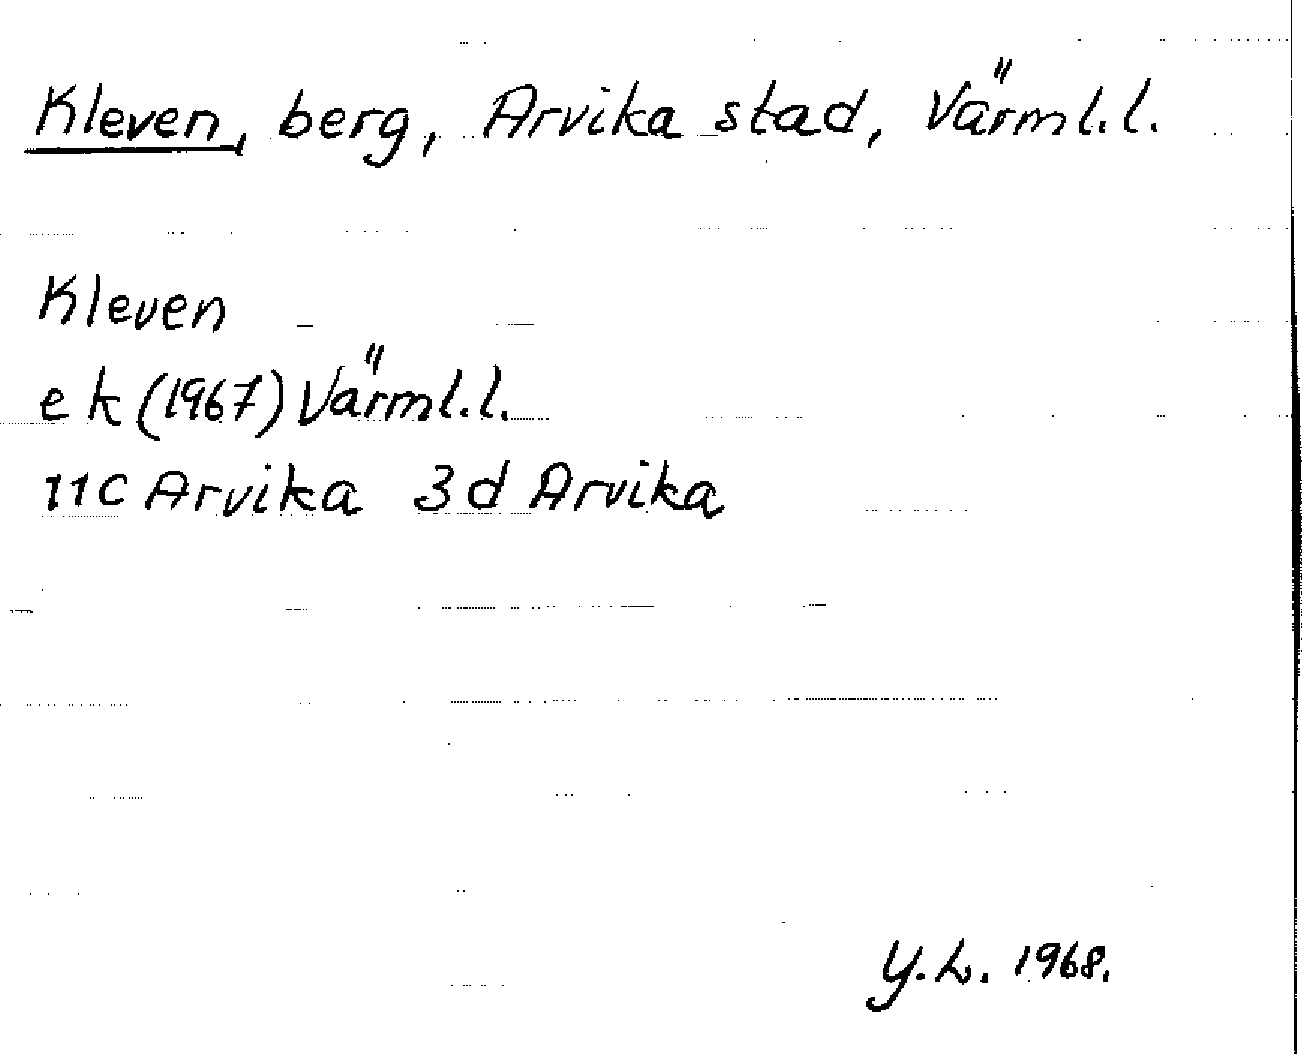 Kleven, berg, Arvika stad, Värml.l.
Kleven
ek (1967) Värml.l.
11C Arvika 3d Arvika
Y.L. 1968.